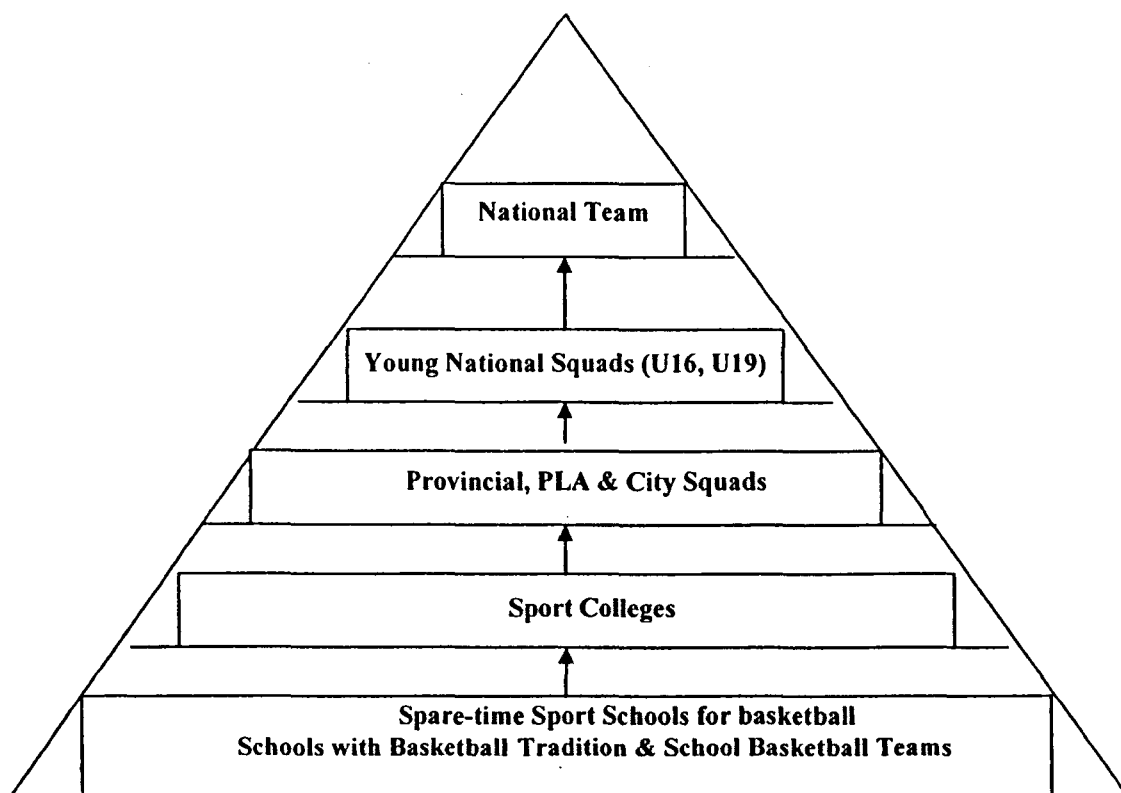 National Team
Young National Squads (U16, U19)
Provincial, PLA & City Squads
Sport Colleges
Spare-time Sport Schools for basketball
Schools with Basketball Tradition & School Basketball Teams